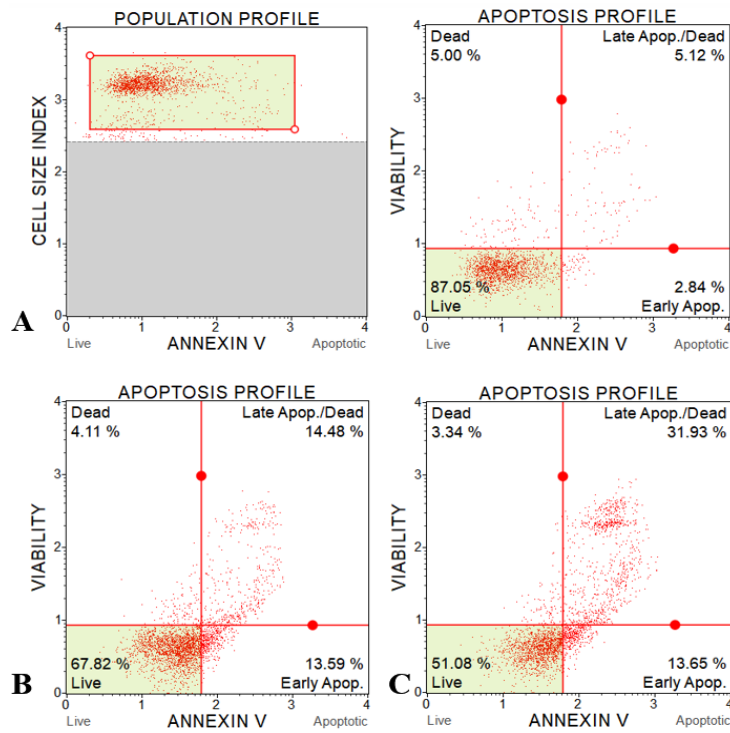 POPULATION PROFILE
4
3
2
1
0
CELL SIZE INDEX
0 1 2 3 4
Live ANNEXIN V Apoptotic
A
APOPTOSIS PROFILE
Dead Late Apop./Dead
5.00 % 5.12 %
4
3
2
1
0
VIABILITY
87.05 % 2.84 %
Live Early Apop.
0 1 2 3 4
Live ANNEXIN V Apoptotic
APOPTOSIS PROFILE
Dead Late Apop./Dead
4.11 % 14.48 %
4
3
2
1
0
VIABILITY
67.82 % 13.59 %
Live Early Apop.
0 1 2 3 4
Live ANNEXIN V Apoptotic
B
APOPTOSIS PROFILE
Dead Late Apop./Dead
3.34 % 31.93 %
4
3
2
1
0
VIABILITY
51.08 % 13.65 %
Live Early Apop.
0 1 2 3 4
Live ANNEXIN V Apoptotic
C